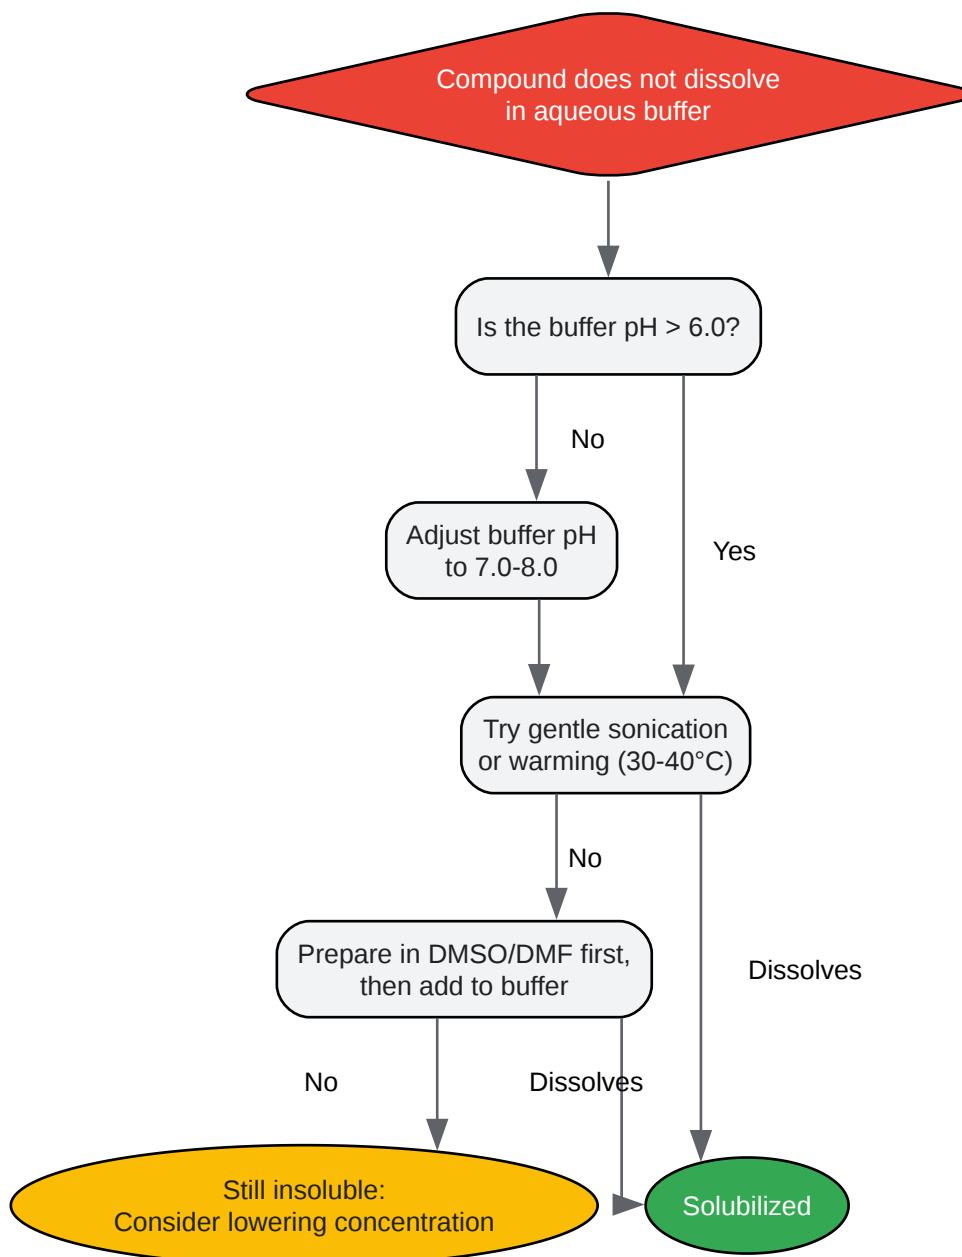 Compound does not dissolve
in aqueous buffer
Is the buffer pH > 6.0?
No
Adjust buffer pH
to 7.0-8.0
Yes
Try gentle sonication
or warming (30-40°C)
No
Prepare in DMSO/DMF first,
then add to buffer
Dissolves
No
Dissolves
Still insoluble:
Consider lowering concentration
Solubilized